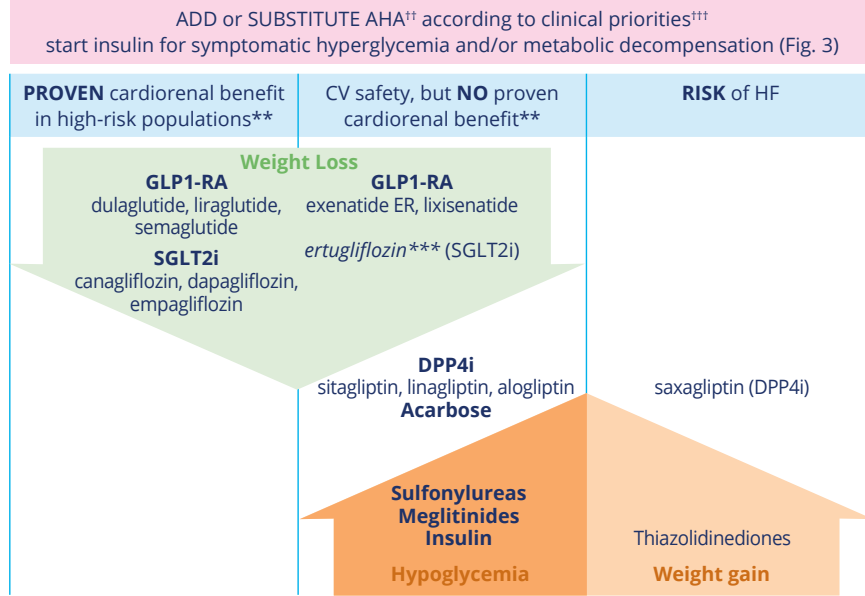 ADD or SUBSTITUTE AHA†† according to clinical priorities†††
start insulin for symptomatic hyperglycemia and/or metabolic decompensation (Fig. 3)
PROVEN cardiorenal benefit
in high-risk populations**
CV safety, but NO proven
cardiorenal benefit**
RISK of HF
Weight Loss
GLP1-RA
dulaglutide, liraglutide,
semaglutide
SGLT2i
canagliflozin, dapagliflozin,
empagliflozin
GLP1-RA
exenatide ER, lixisenatide
ertugliflozin*** (SGLT2i)
DPP4i
sitagliptin, linagliptin, alogliptin
Acarbose
saxagliptin (DPP4i)
Sulfonylureas
Meglitinides
Insulin
Hypoglycemia
Thiazolidinediones
Weight gain